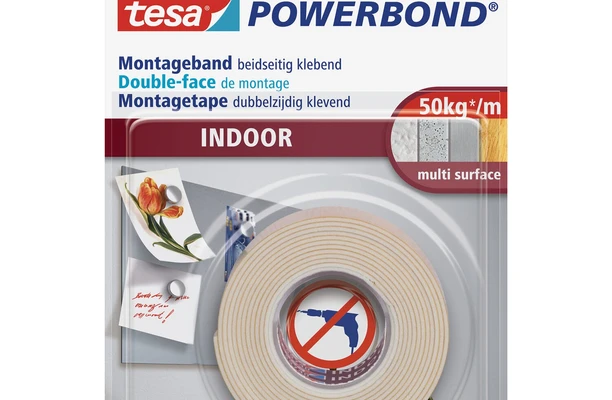 tesa® POWERBOND®
Montageband beidseitig klebend
Double-face de montage
Montagetape dubbelzijdig klevend
50kg*/m
INDOOR
multi surface